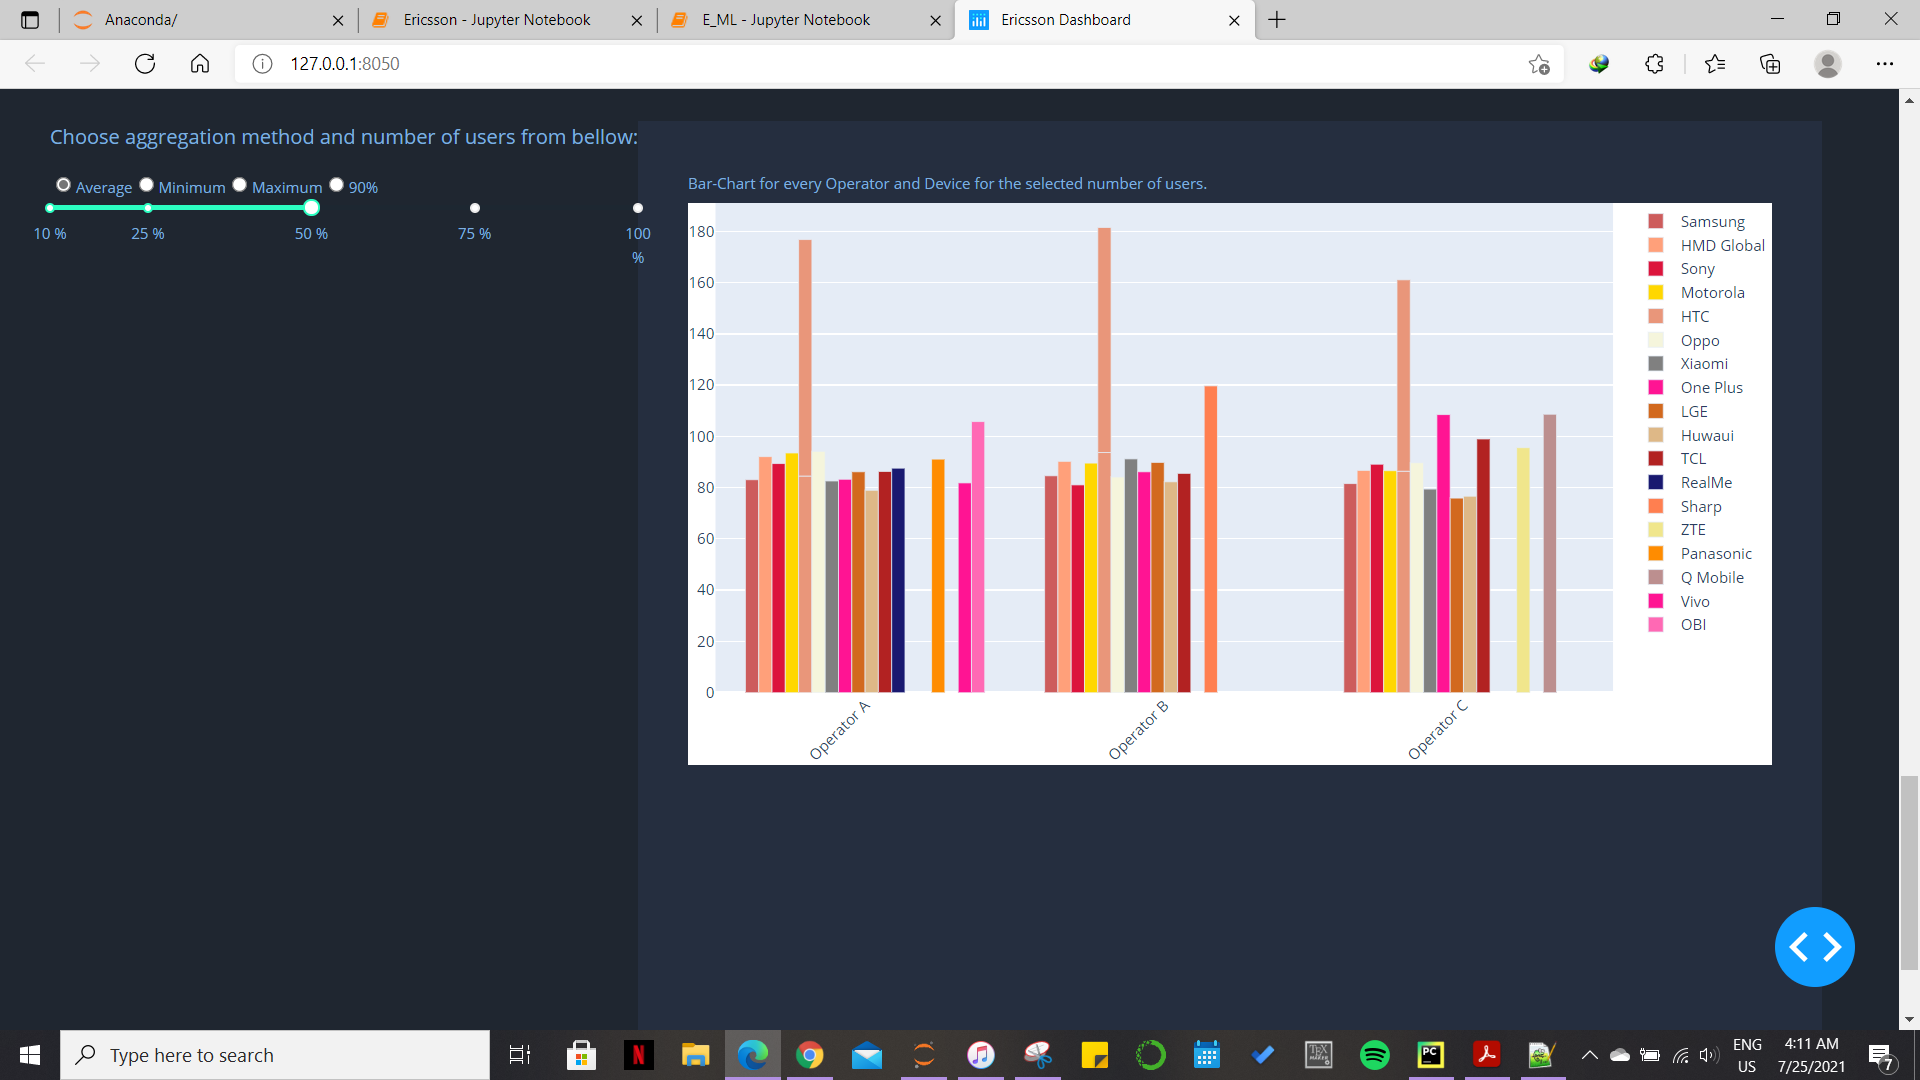 Anaconda/
Ericsson - Jupyter Notebook
E_ML - Jupyter Notebook
Ericsson Dashboard
127.0.0.1:8050
Choose aggregation method and number of users from bellow:
Average Minimum Maximum 90%
10 % 25 % 50 % 75 % 100 %
Bar-Chart for every Operator and Device for the selected number of users.
180
160
140
120
100
80
60
40
20
0
Operator A
Operator B
Operator C
Samsung
HMD Global
Sony
Motorola
HTC
Oppo
Xiaomi
One Plus
LGE
Huwaui
TCL
RealMe
Sharp
ZTE
Panasonic
Q Mobile
Vivo
OBI
Type here to search
N
TEX
MAKER
PC
ENG
US
4:11 AM
7/25/2021
7